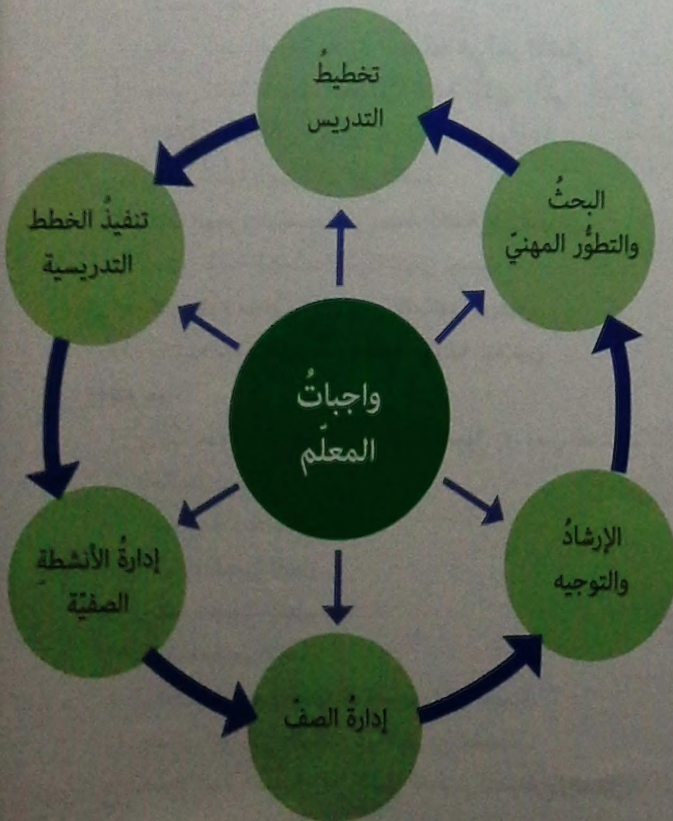 تخطيطُ
التدريس
البحثُ
والتطوُّر المهنيّ
تنفيذُ الخطط
التدريسية
واجباتُ
المعلّم
الإرشادُ
والتوجيه
إدارةُ الأنشطةِ
الصفيّة
إدارةُ الصفّ